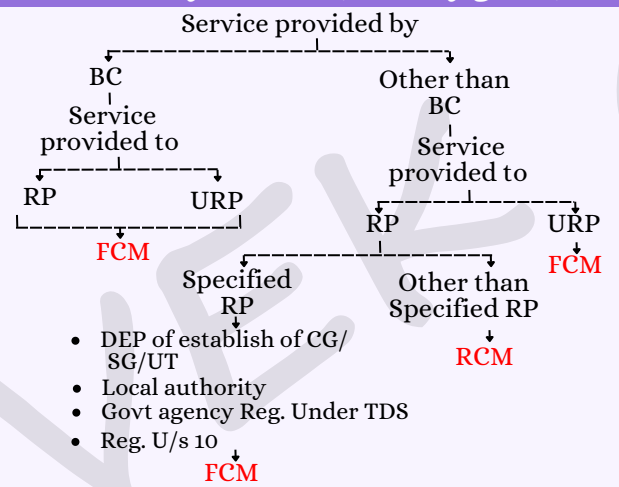 Service provided by
BC
Other than
BC
Service
provided to
Service
provided to
RP
URP
RP
URP
FCM
FCM
Specified
RP
Other than
Specified RP
RCM
• DEP of establish of CG/
SG/UT
• Local authority
• Govt agency Reg. Under TDS
• Reg. U/s 10
FCM
VEK